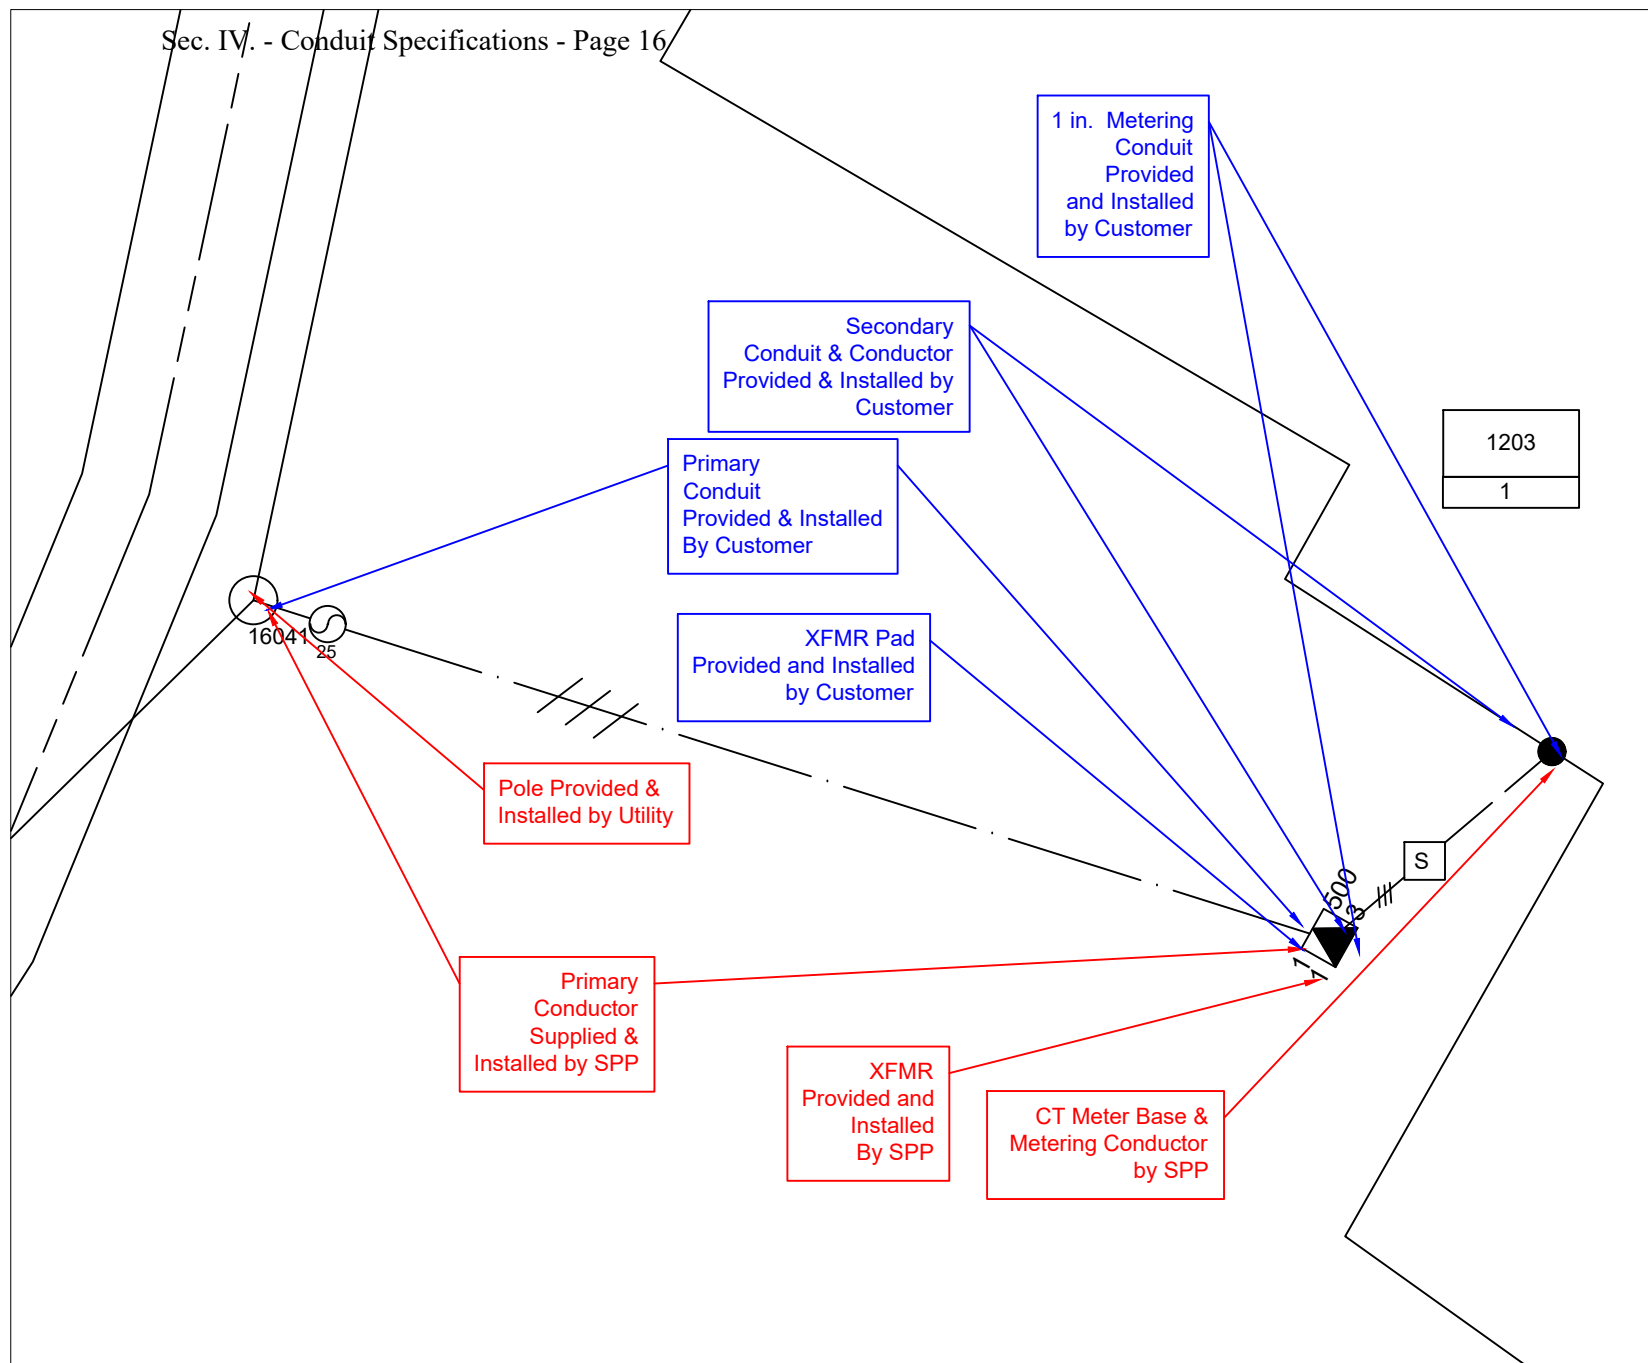 Sec. IV. - Conduit Specifications - Page 16
1 in. Metering
Conduit
Provided
and Installed
by Customer
Secondary
Conduit & Conductor
Provided & Installed by
Customer
1203
1
Primary
Conduit
Provided & Installed
By Customer
16041
25
XFMR Pad
Provided and Installed
by Customer
Pole Provided &
Installed by Utility
S
500
3
1
1
Primary
Conductor
Supplied &
Installed by SPP
XFMR
Provided and
Installed
By SPP
CT Meter Base &
Metering Conductor
by SPP